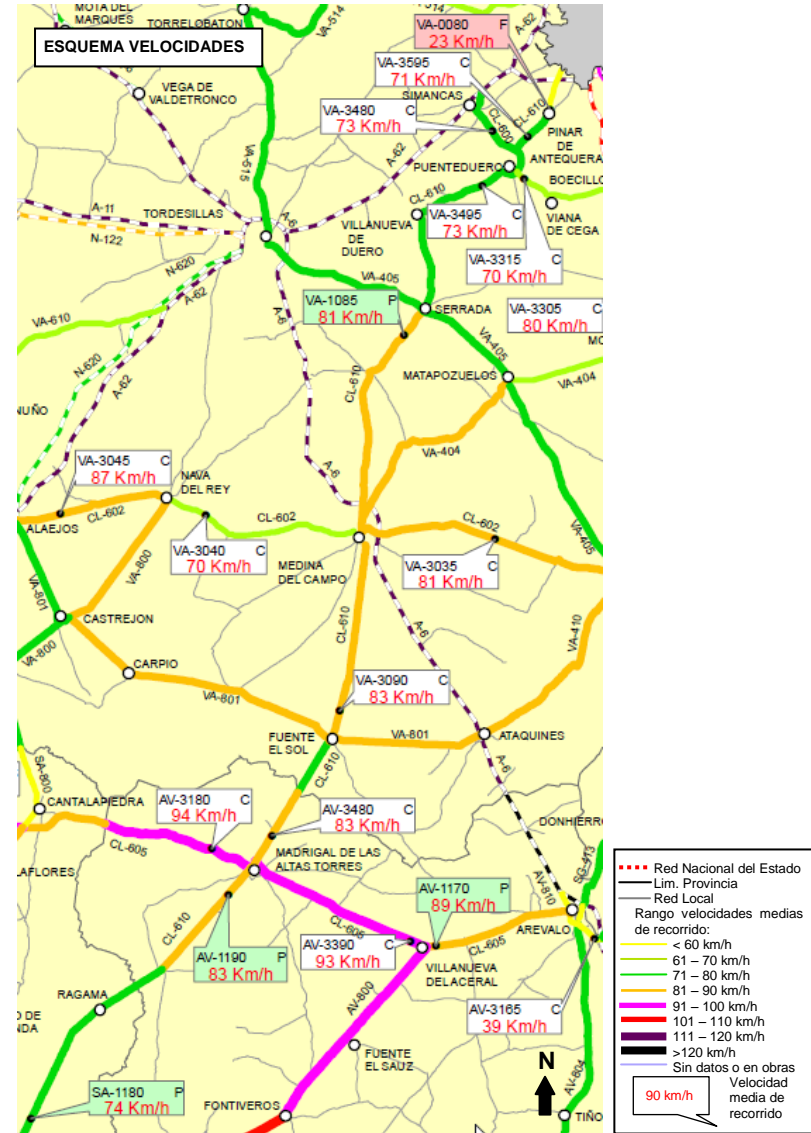 MOTA DEL
MARQUES
TORRELOBATON
VA-514
ESQUEMA VELOCIDADES
VA-0080 F
23 Km/h
A-62
VA-3595 C
71 Km/h
VEGA DE
VALDETRONCO
SIMANCAS
VA-3480 C
73 Km/h
CL-600
CL-610
PINAR
DE
ANTEQUERA
VA-515
A-62
PUENTEDUERO
BOECILLO
A-11
TORDESILLAS
A-6
CL-610
N-122
VILLANUEVA
DE
DUERO
VA-3495 C
73 Km/h
VIANA
DE CEGA
N-620
A-62
VA-405
VA-3315 C
70 Km/h
VA-1085 P
81 Km/h
SERRADA
VA-3305 C
80 Km/h
VA-610
A-6
VA-405
N-620
A-62
MATAPOZUELOS
VA-404
CL-610
VA-404
VA-3045 C
87 Km/h
NAVA
DEL REY
A-6
CL-602
CL-602
CL-602
ALAEJOS
VA-405
VA-800
VA-3040 C
70 Km/h
MEDINA
DEL CAMPO
VA-3035 C
81 Km/h
VA-801
CASTREJON
CL-610
A-6
VA-410
VA-800
CARPIO
VA-3090 C
83 Km/h
VA-801
FUENTE
EL SOL
VA-801
ATAQUINES
CL-610
A-6
SA-800
CANTALAPIEDRA
AV-3180 C
94 Km/h
AV-3480 C
83 Km/h
DONHIERRO
CL-605
LAFLORES
MADRIGAL DE LAS
ALTAS TORRES
SG-413
AV-810
AV-1170 P
89 Km/h
CL-610
CL-605
AREVALO
AV-1190 P
83 Km/h
AV-3390 C
93 Km/h
CL-605
VILLANUEVA
DELACERAL
RAGAMA
AV-800
AV-3165 C
39 Km/h
FUENTE
EL SAUZ
SA-1180 P
74 Km/h
FONTIVEROS
N
AV-804
TIÑO
Red Nacional del Estado
Lim. Provincia
Red Local
Rango velocidades medias
de recorrido:
< 60 km/h
61 – 70 km/h
71 – 80 km/h
81 – 90 km/h
91 – 100 km/h
101 – 110 km/h
111 – 120 km/h
>120 km/h
Sin datos o en obras
90 km/h
Velocidad
media de
recorrido